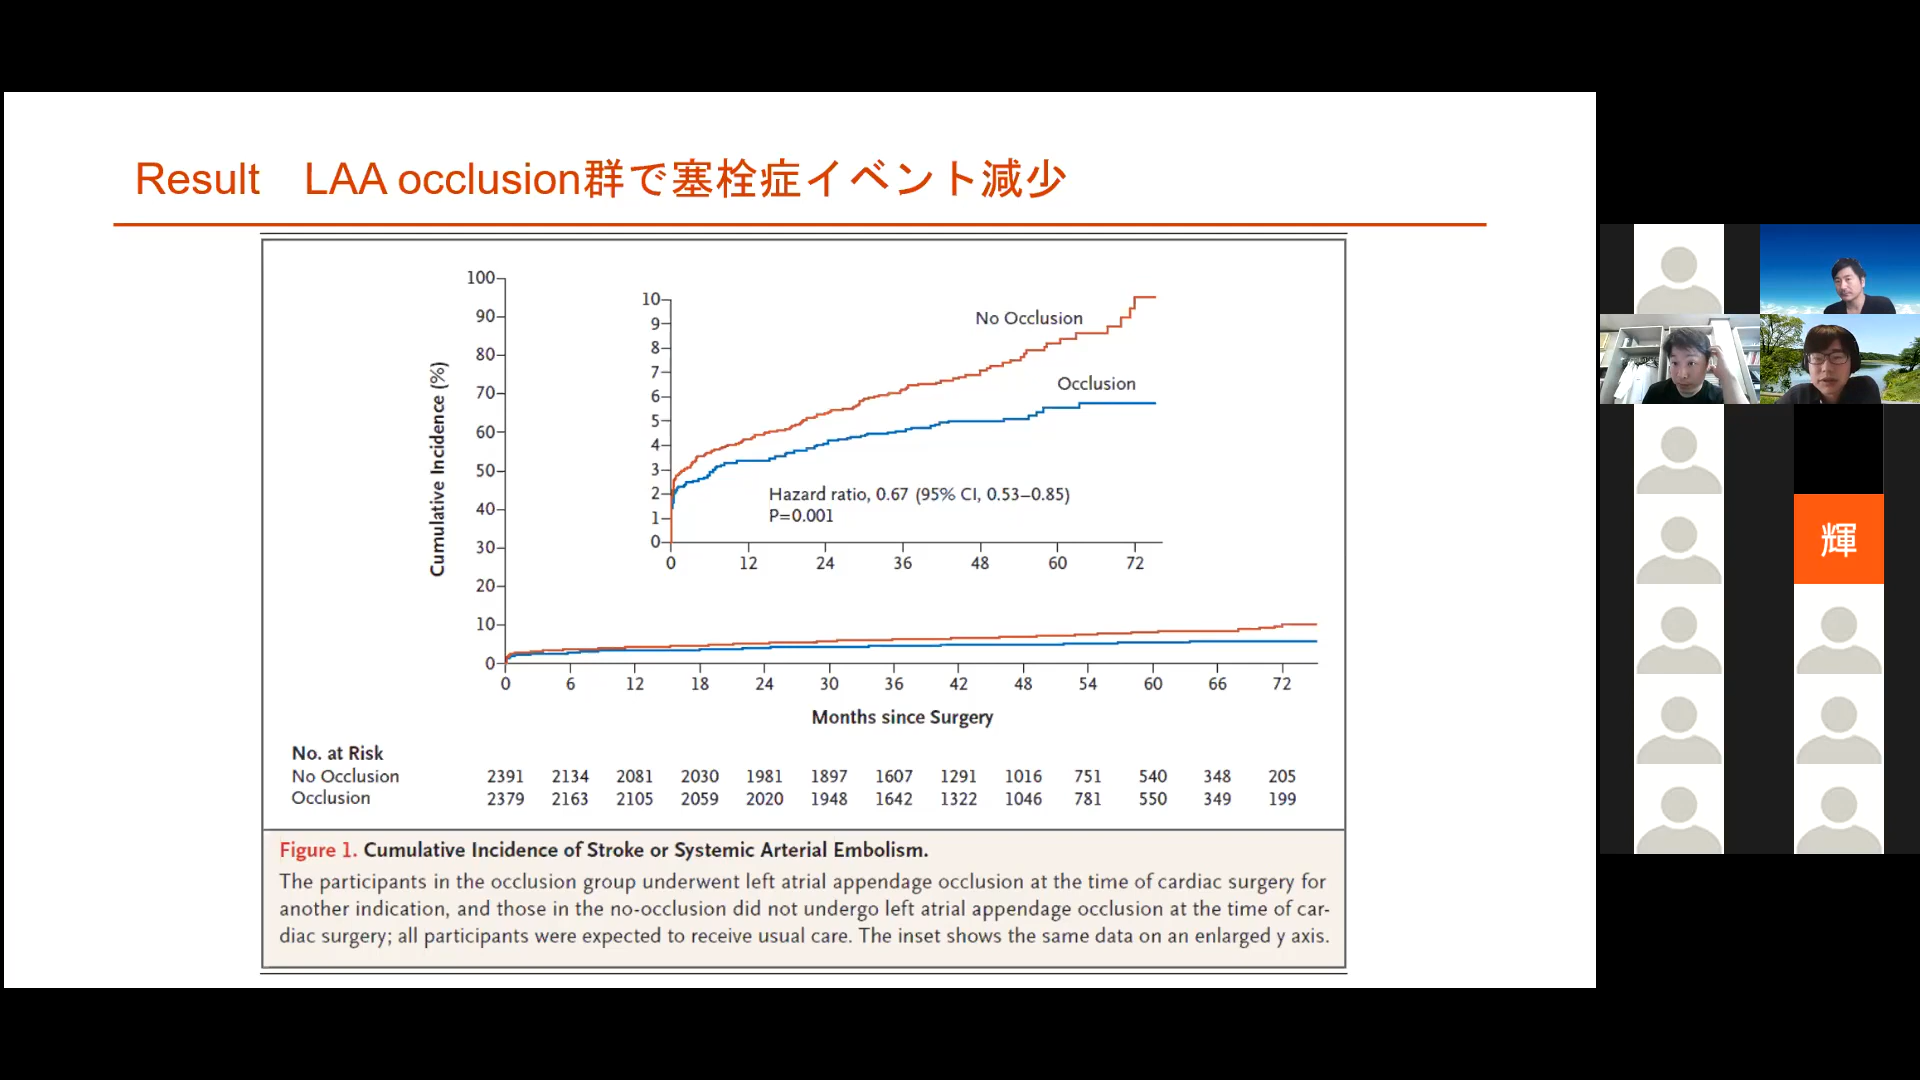 Result　LAA occlusion群で塞栓症イベント減少
Cumulative Incidence (%)
100
90
80
70
60
50
40
30
20
10
0
10
9
8
7
6
5
4
3
2
1
0
No Occlusion
Occlusion
Hazard ratio, 0.67 (95% CI, 0.53–0.85)
P=0.001
0 12 24 36 48 60 72
0 6 12 18 24 30 36 42 48 54 60 66 72
Months since Surgery
No. at Risk
No Occlusion 2391 2134 2081 2030 1981 1897 1607 1291 1016 751 540 348 205
Occlusion 2379 2163 2105 2059 2020 1948 1642 1322 1046 781 550 349 199
Figure 1. Cumulative Incidence of Stroke or Systemic Arterial Embolism.
The participants in the occlusion group underwent left atrial appendage occlusion at the time of cardiac surgery for
another indication, and those in the no-occlusion did not undergo left atrial appendage occlusion at the time of car-
diac surgery; all participants were expected to receive usual care. The inset shows the same data on an enlarged y axis.
輝